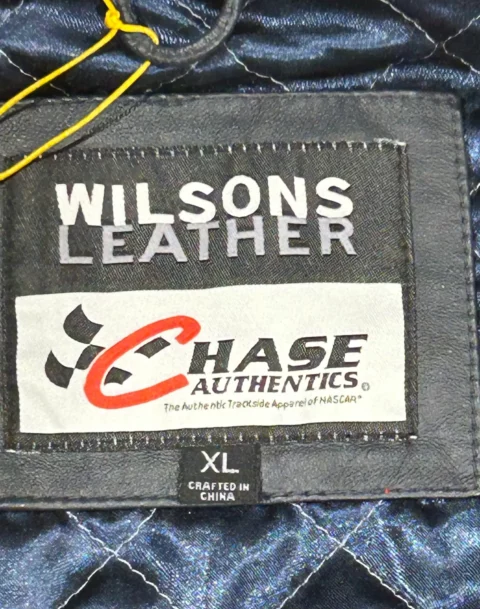 WILSONS
LEATHER
CHASE
AUTHENTICS®
The Authentic Trackside Apparel of NASCAR®
XL
CRAFTED IN
CHINA